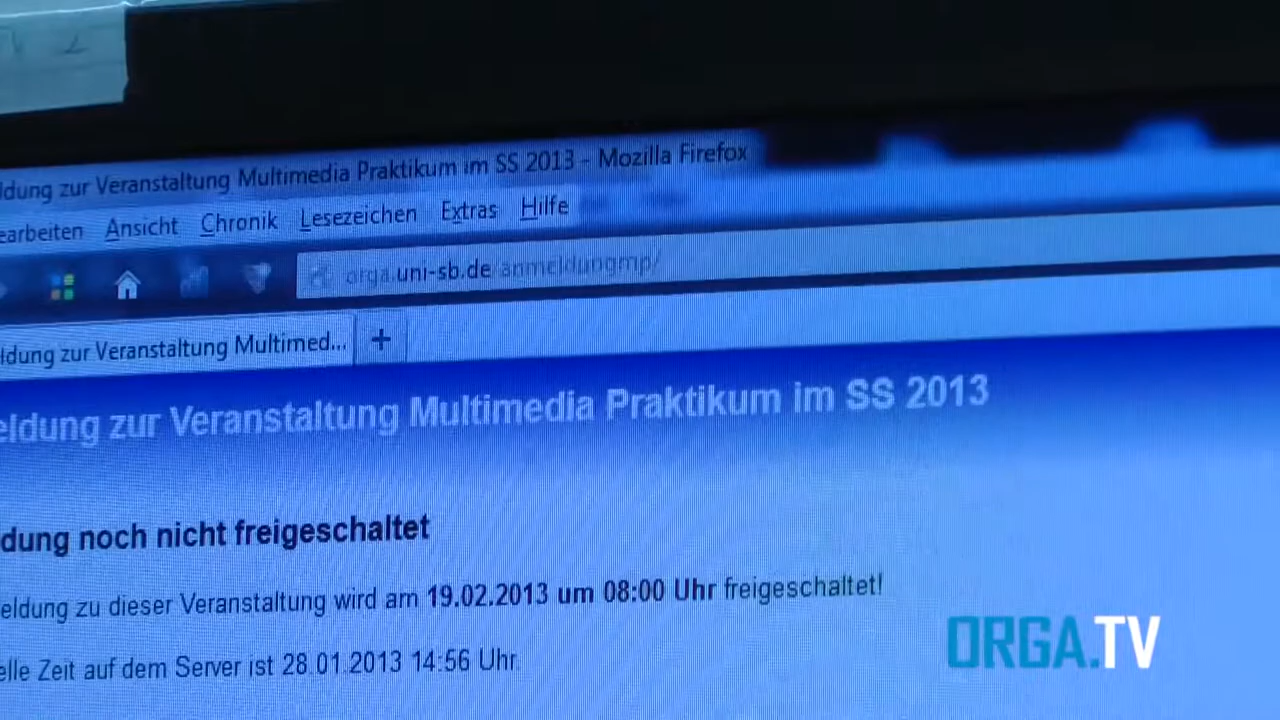 ldung zur Veranstaltung Multimedia Praktikum im SS 2013 - Mozilla Firefox
earbeiten Ansicht Chronik Lesezeichen Extras Hilfe
orga.uni-sb.de/anmeldungmp/
ldung zur Veranstaltung Multimed... +
eldung zur Veranstaltung Multimedia Praktikum im SS 2013
dung noch nicht freigeschaltet
eldung zu dieser Veranstaltung wird am 19.02.2013 um 08:00 Uhr freigeschaltet!
elle Zeit auf dem Server ist 28.01.2013 14:56 Uhr.
ORGA.TV